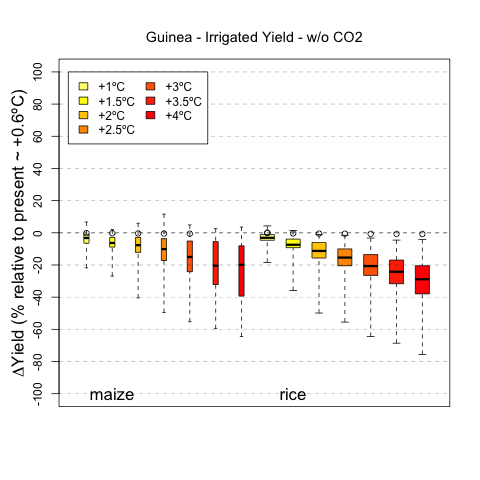 Guinea - Irrigated Yield - w/o CO2
ΔYield (% relative to present ~ +0.6ºC)
100
80
60
40
20
0
-20
-40
-60
-80
-100
+1ºC
+1.5ºC
+2ºC
+2.5ºC
+3ºC
+3.5ºC
+4ºC
maize
rice